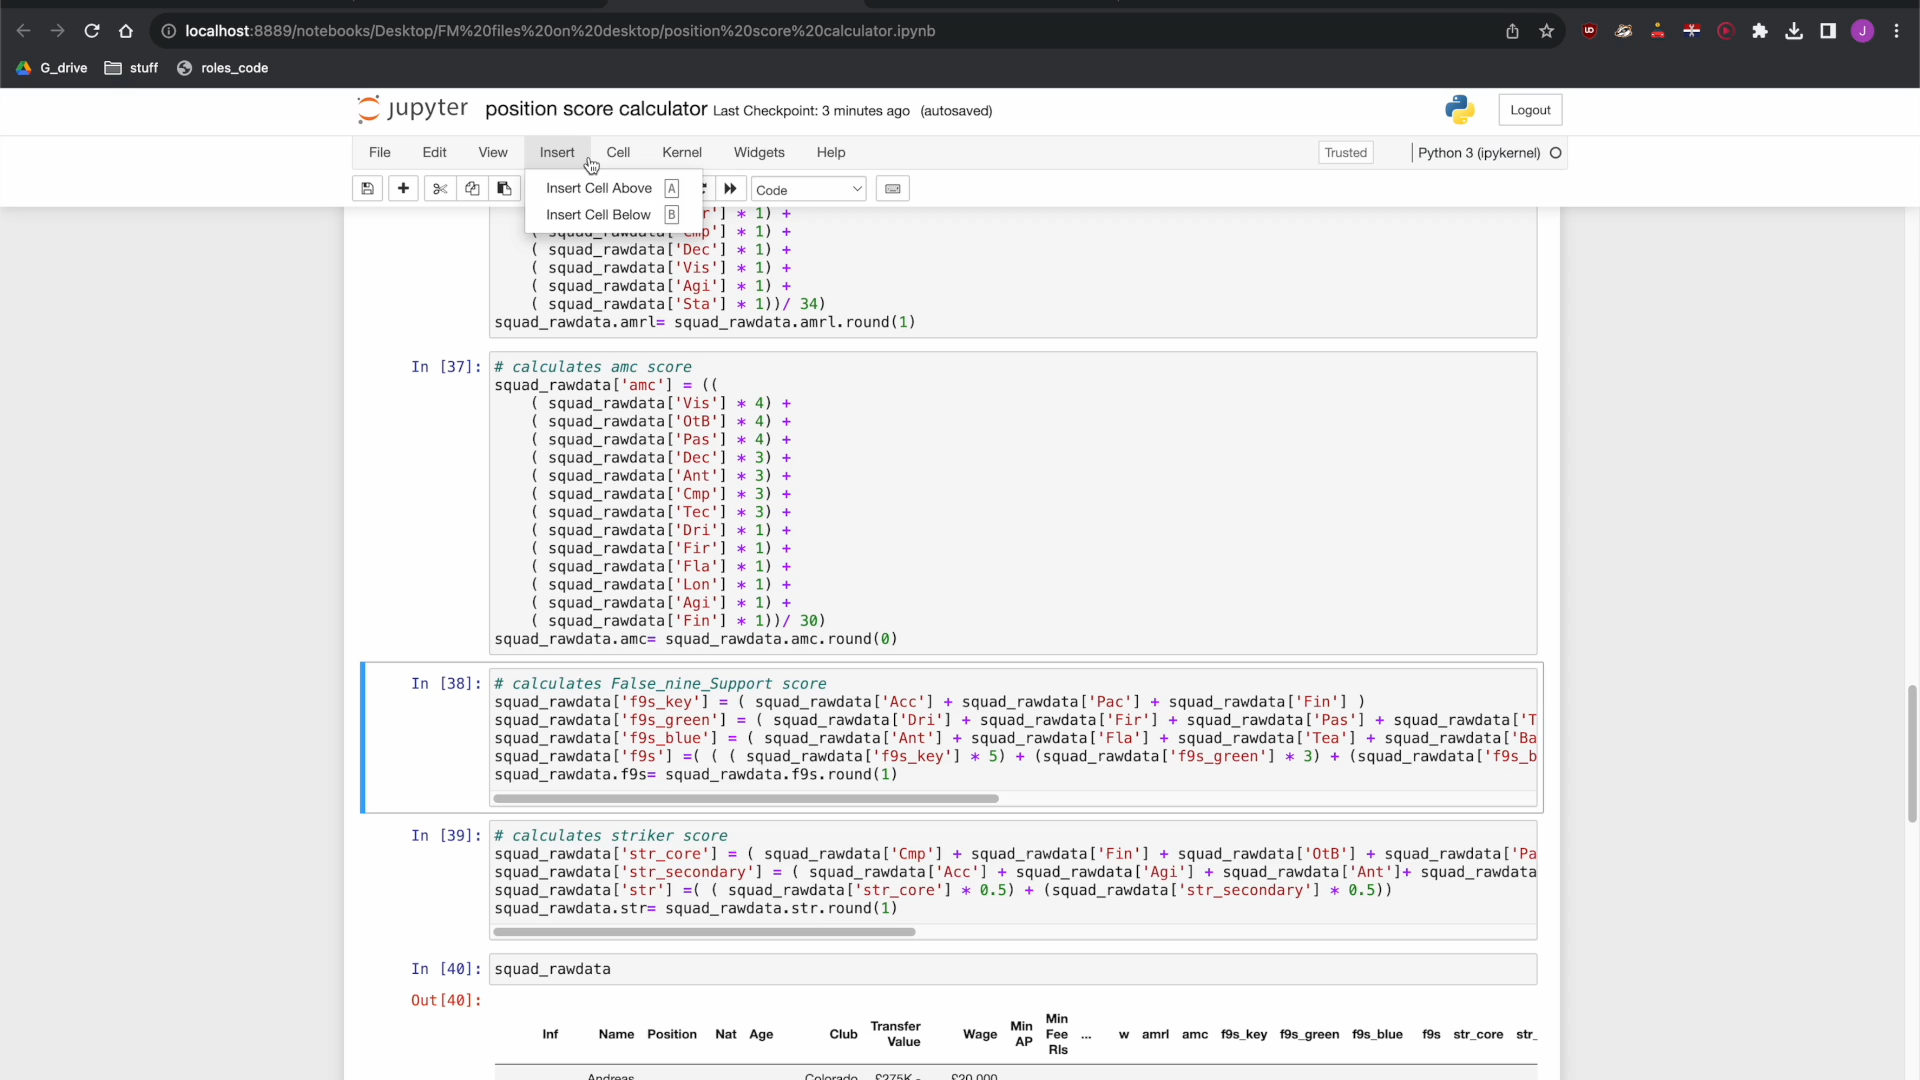 localhost:8889/notebooks/Desktop/FM%20files%20on%20desktop/position%20score%20calculator.ipynb
J
G_drive stuff roles_code
jupyter position score calculator Last Checkpoint: 3 minutes ago (autosaved) Logout
File Edit View Insert Cell Kernel Widgets Help Trusted Python 3 (ipykernel)
Insert Cell Above A Code
Insert Cell Below B
r'] * 1) +
( squad_rawdata['Cmp'] * 1) +
( squad_rawdata['Dec'] * 1) +
( squad_rawdata['Vis'] * 1) +
( squad_rawdata['Agi'] * 1) +
( squad_rawdata['Sta'] * 1))/ 34)
squad_rawdata.amrl= squad_rawdata.amrl.round(1)
In [37]: # calculates amc score
squad_rawdata['amc'] = ((
( squad_rawdata['Vis'] * 4) +
( squad_rawdata['OtB'] * 4) +
( squad_rawdata['Pas'] * 4) +
( squad_rawdata['Dec'] * 3) +
( squad_rawdata['Ant'] * 3) +
( squad_rawdata['Cmp'] * 3) +
( squad_rawdata['Tec'] * 3) +
( squad_rawdata['Dri'] * 1) +
( squad_rawdata['Fir'] * 1) +
( squad_rawdata['Fla'] * 1) +
( squad_rawdata['Lon'] * 1) +
( squad_rawdata['Agi'] * 1) +
( squad_rawdata['Fin'] * 1))/ 30)
squad_rawdata.amc= squad_rawdata.amc.round(0)
In [38]: # calculates False_nine_Support score
squad_rawdata['f9s_key'] = ( squad_rawdata['Acc'] + squad_rawdata['Pac'] + squad_rawdata['Fin'] )
squad_rawdata['f9s_green'] = ( squad_rawdata['Dri'] + squad_rawdata['Fir'] + squad_rawdata['Pas'] + squad_rawdata['T
squad_rawdata['f9s_blue'] = ( squad_rawdata['Ant'] + squad_rawdata['Fla'] + squad_rawdata['Tea'] + squad_rawdata['Ba
squad_rawdata['f9s'] =( ( ( squad_rawdata['f9s_key'] * 5) + (squad_rawdata['f9s_green'] * 3) + (squad_rawdata['f9s_b
squad_rawdata.f9s= squad_rawdata.f9s.round(1)
In [39]: # calculates striker score
squad_rawdata['str_core'] = ( squad_rawdata['Cmp'] + squad_rawdata['Fin'] + squad_rawdata['OtB'] + squad_rawdata['Pa
squad_rawdata['str_secondary'] = ( squad_rawdata['Acc'] + squad_rawdata['Agi'] + squad_rawdata['Ant']+ squad_rawdata
squad_rawdata['str'] =( ( squad_rawdata['str_core'] * 0.5) + (squad_rawdata['str_secondary'] * 0.5))
squad_rawdata.str= squad_rawdata.str.round(1)
In [40]: squad_rawdata
Out[40]:
Inf Name Position Nat Age Club Transfer Value Wage Min AP Min Fee Rls ... w amrl amc f9s_key f9s_green f9s_blue f9s str_core str_
Andreas Colorado £275K - £20,000